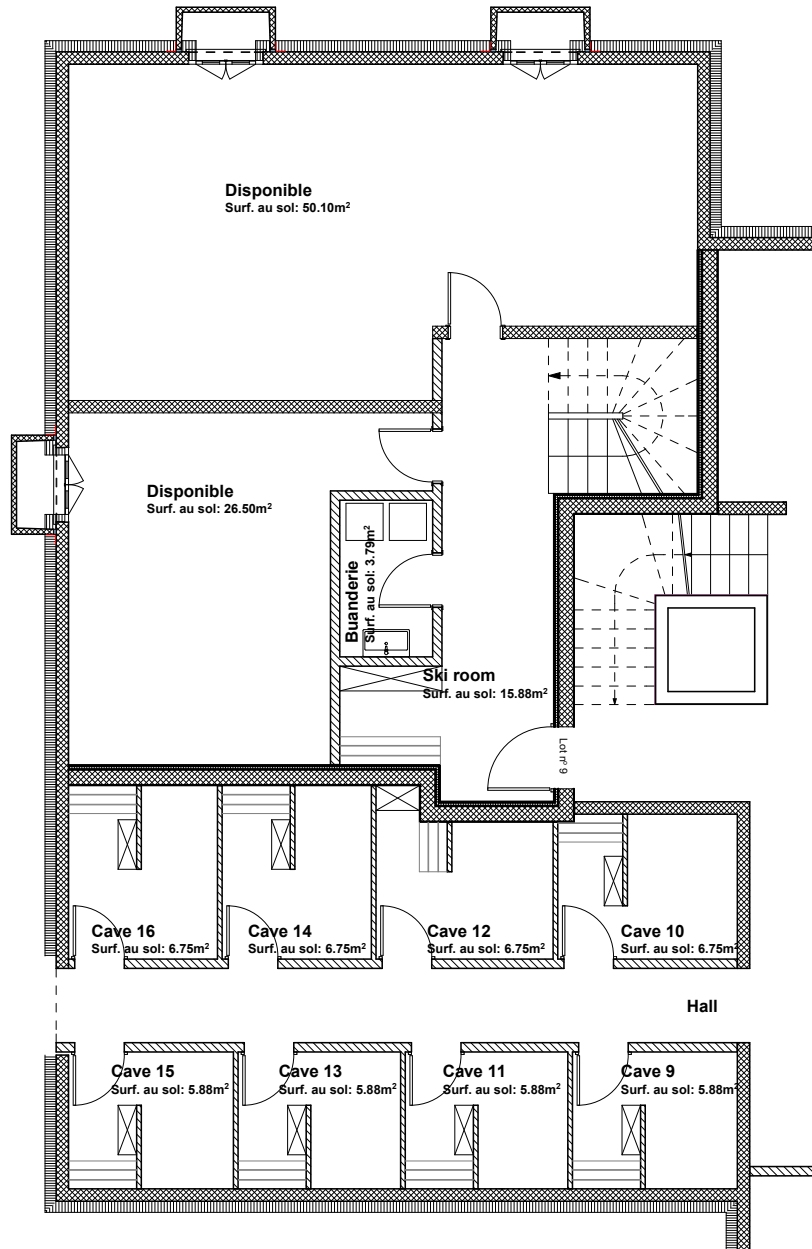 Disponible
Surf. au sol: 50.10m²
Disponible
Surf. au sol: 26.50m²
Buanderie
Surf. au sol: 3.79m²
Ski room
Surf. au sol: 15.88m²
Lot nº 9
Cave 16
Surf. au sol: 6.75m²
Cave 14
Surf. au sol: 6.75m²
Cave 12
Surf. au sol: 6.75m²
Cave 10
Surf. au sol: 6.75m²
Hall
Cave 15
Surf. au sol: 5.88m²
Cave 13
Surf. au sol: 5.88m²
Cave 11
Surf. au sol: 5.88m²
Cave 9
Surf. au sol: 5.88m²